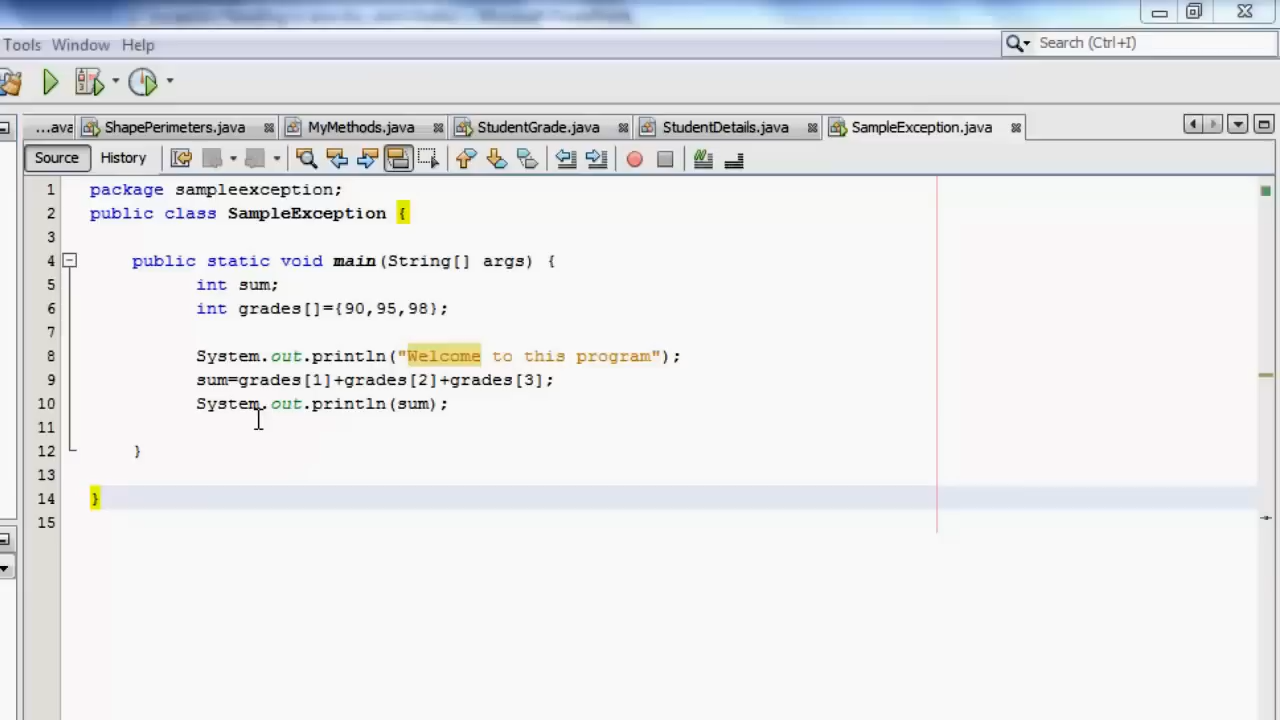 Tools Window Help
Search (Ctrl+I)
...ava ShapePerimeters.java MyMethods.java StudentGrade.java StudentDetails.java SampleException.java
Source History
1 package sampleexception;
2 public class SampleException {
3
4 public static void main(String[] args) {
5 int sum;
6 int grades[]={90,95,98};
7
8 System.out.println("Welcome to this program");
9 sum=grades[1]+grades[2]+grades[3];
10 System.out.println(sum);
11
12 }
13
14 }
15